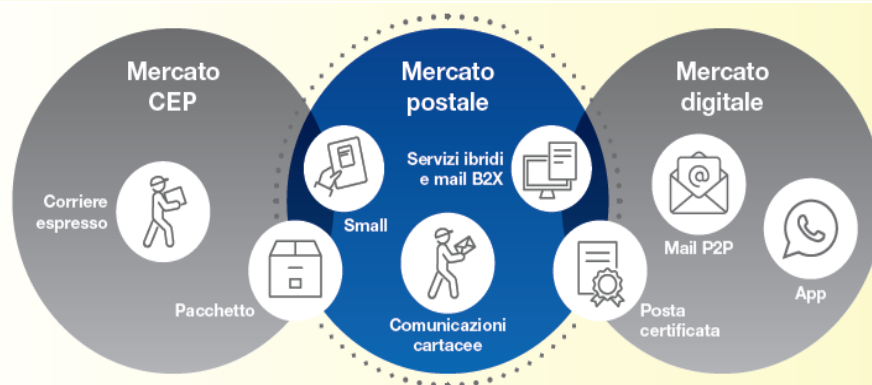 Mercato
CEP
Mercato
postale
Mercato
digitale
Corriere
espresso
Small
Servizi ibridi
e mail B2X
Mail P2P
App
Pacchetto
Comunicazioni
cartacee
Posta
certificata